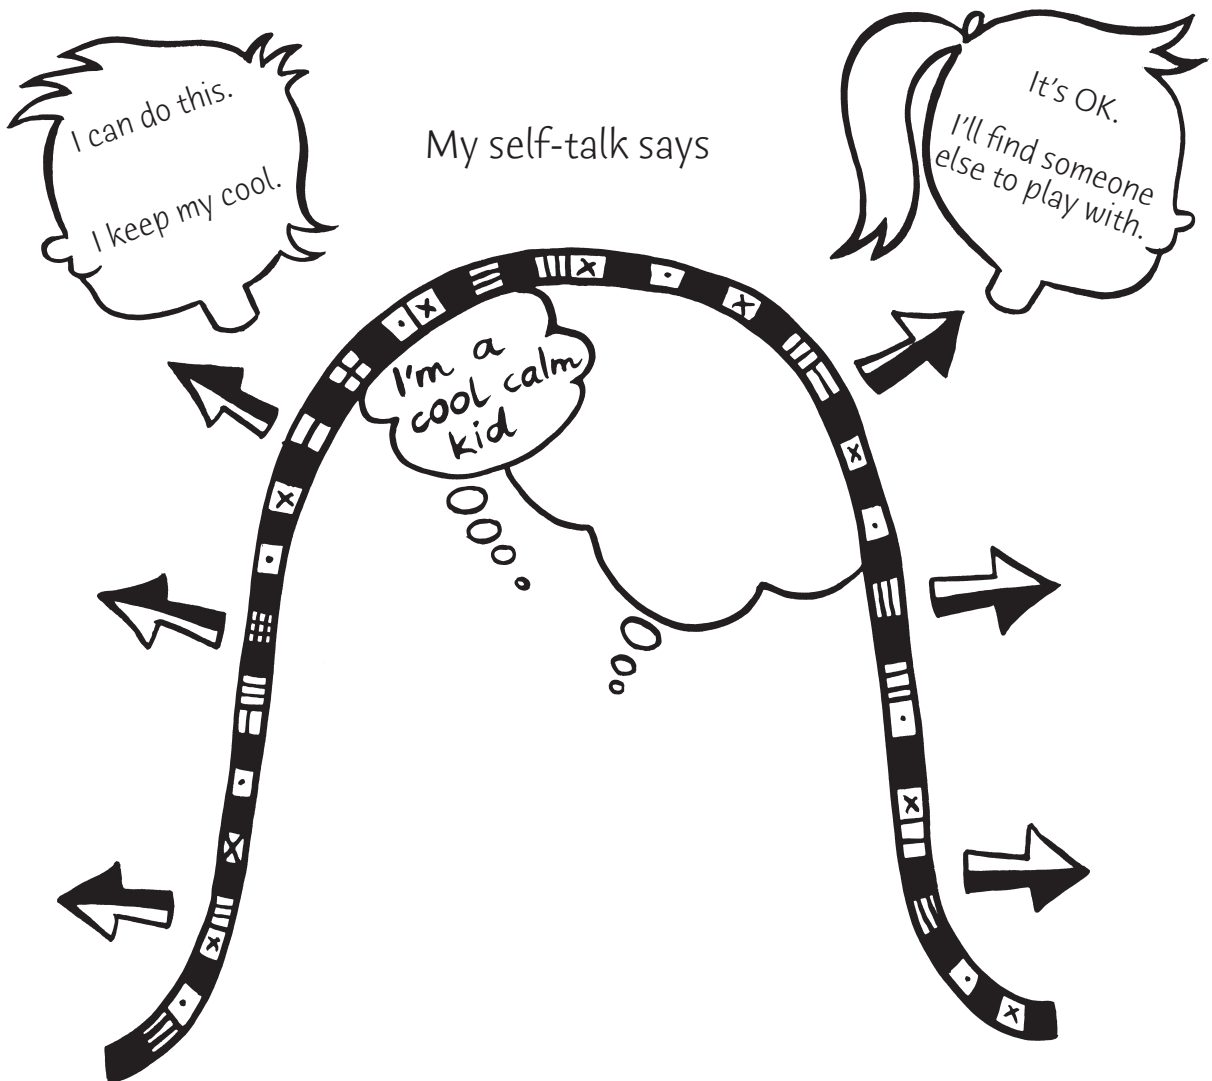 I can do this.
I keep my cool.
My self-talk says
It's OK.
I'll find someone
else to play with.
I'm a
cool calm
kid